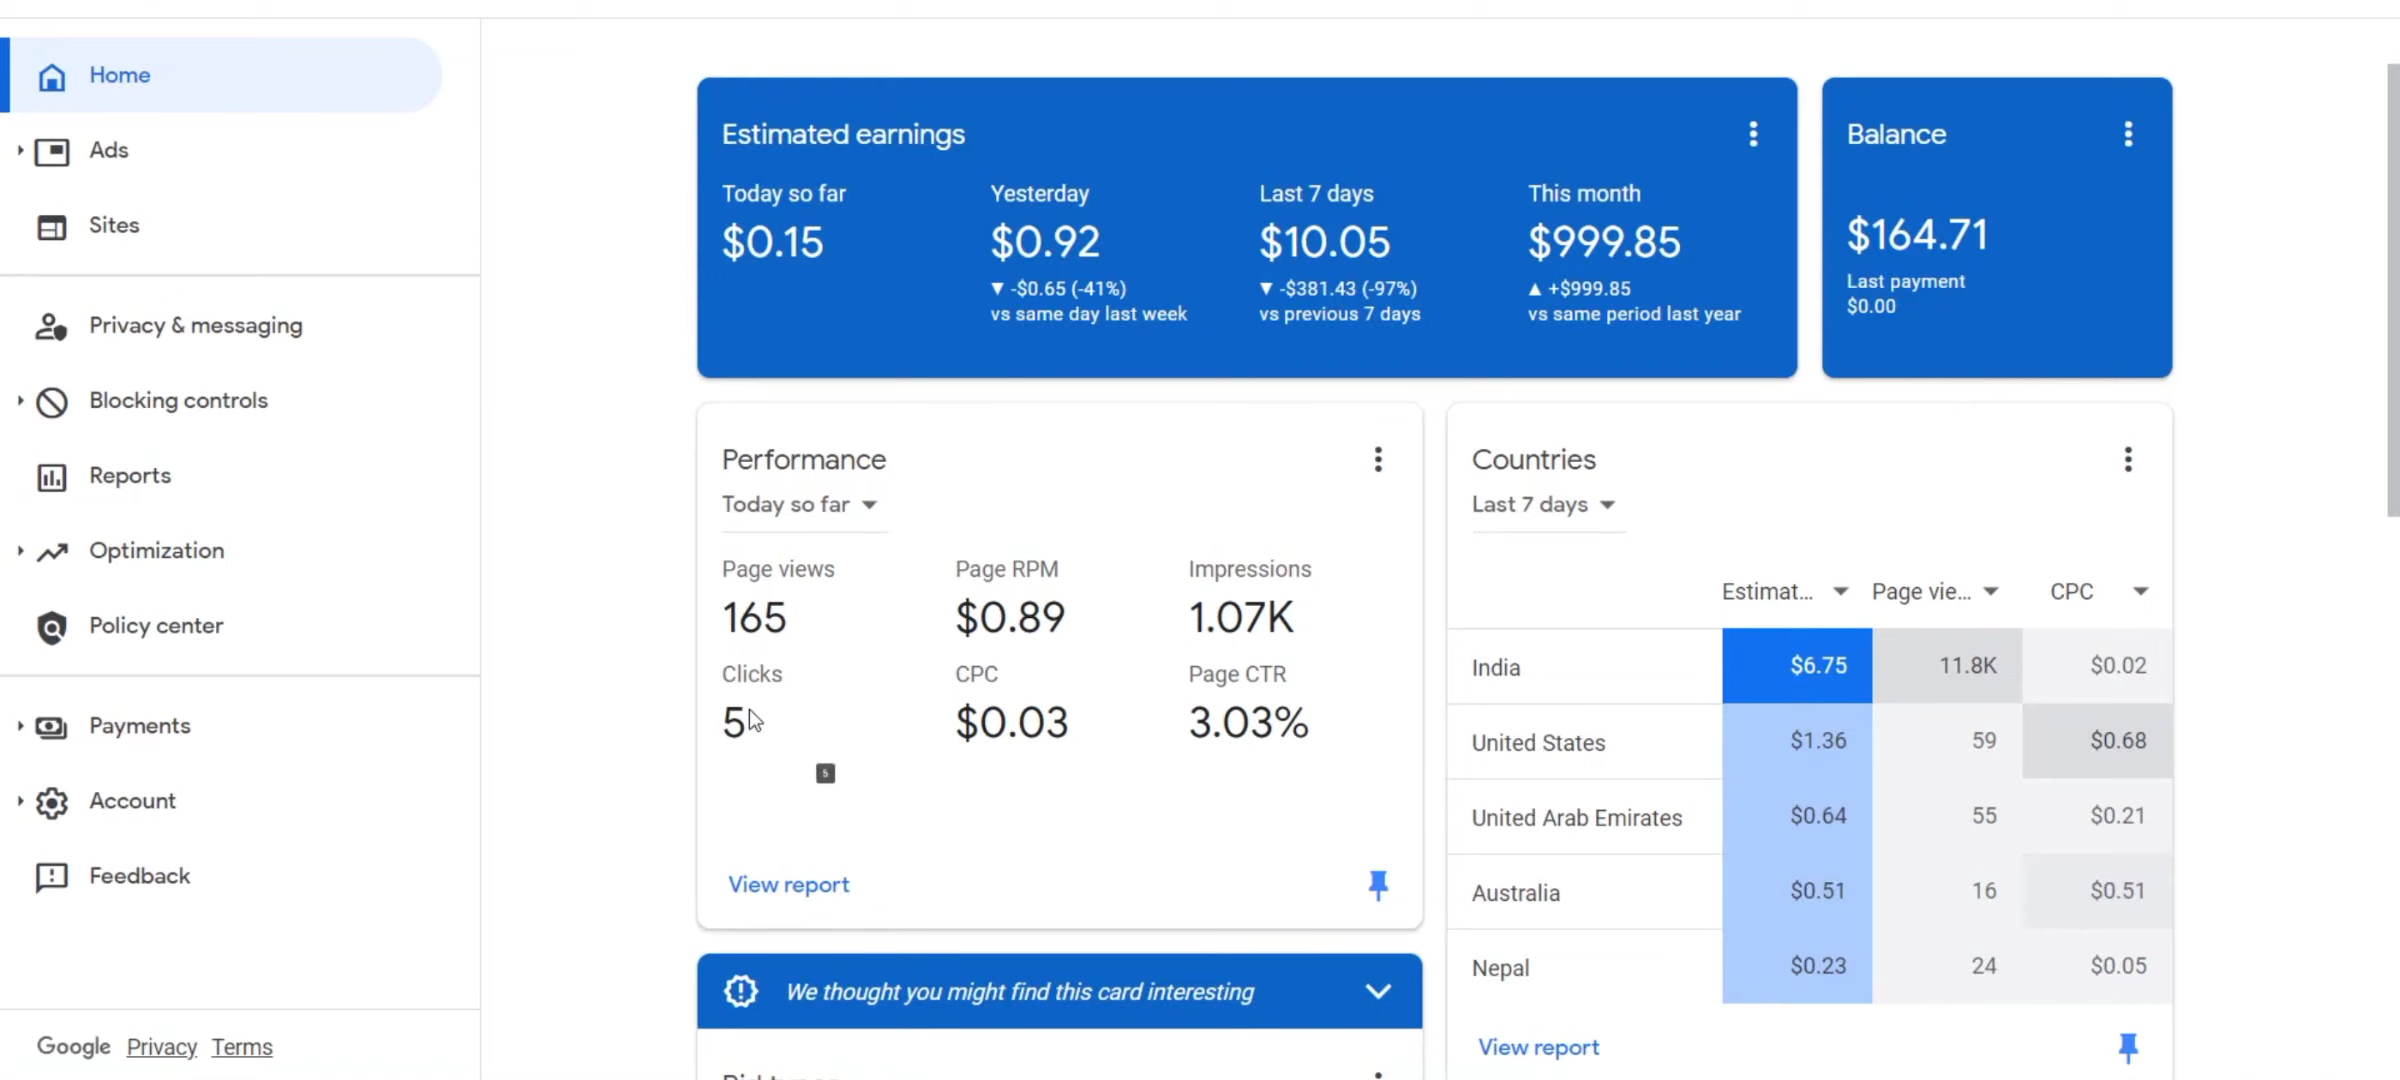 Home
Ads
Sites
Privacy & messaging
Blocking controls
Reports
Optimization
Policy center
Payments
Account
Feedback
Google Privacy Terms
Estimated earnings
Today so far
$0.15
Yesterday
$0.92
▼ -$0.65 (-41%)
vs same day last week
Last 7 days
$10.05
▼ -$381.43 (-97%)
vs previous 7 days
This month
$999.85
▲ +$999.85
vs same period last year
Balance
$164.71
Last payment
$0.00
Performance
Today so far
Page views
165
Page RPM
$0.89
Impressions
1.07K
Clicks
5
CPC
$0.03
Page CTR
3.03%
5
View report
We thought you might find this card interesting
Countries
Last 7 days
Estimat... Page vie... CPC
India $6.75 11.8K $0.02
United States $1.36 59 $0.68
United Arab Emirates $0.64 55 $0.21
Australia $0.51 16 $0.51
Nepal $0.23 24 $0.05
View report